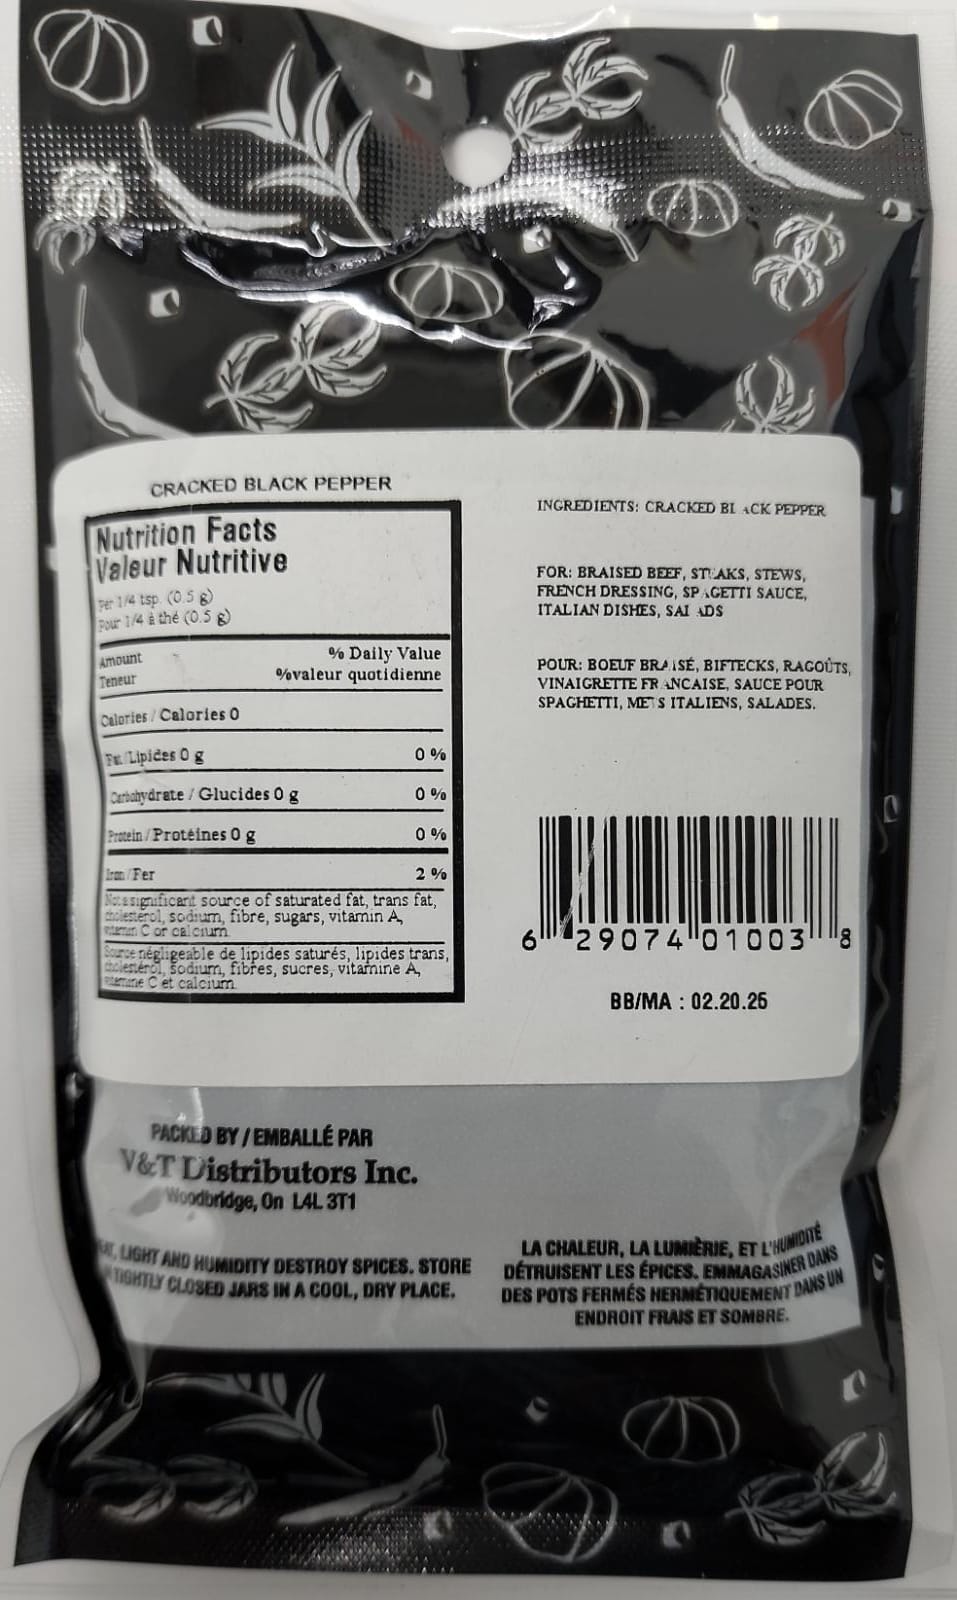 CRACKED BLACK PEPPER
Nutrition Facts
Valeur Nutritive
Per 1/4 tsp. (0.5 g)
Pour 1/4 à thé (0.5 g)
Amount
% Daily Value
Teneur
%valeur quotidienne
Calories / Calories 0
Fat / Lipides 0 g 0 %
Carbohydrate / Glucides 0 g 0 %
Protein / Protéines 0 g 0 %
Iron / Fer 2 %
Not a significant source of saturated fat, trans fat,
cholesterol, sodium, fibre, sugars, vitamin A,
vitamin C or calcium.
Source négligeable de lipides saturés, lipides trans,
cholestérol, sodium, fibres, sucres, vitamine A,
vitamine C et calcium.
INGREDIENTS: CRACKED BLACK PEPPER
FOR: BRAISED BEEF, STEAKS, STEWS,
FRENCH DRESSING, SPAGETTI SAUCE,
ITALIAN DISHES, SALADS
POUR: BOEUF BRAISÉ, BIFTECKS, RAGOÛTS,
VINAIGRETTE FRANCAISE, SAUCE POUR
SPAGHETTI, METS ITALIENS, SALADES.
6 29074 01003 8
BB/MA : 02.20.26
PACKED BY / EMBALLÉ PAR
V&T Distributors Inc.
Woodbridge, On L4L 3T1
LIGHT AND HUMIDITY DESTROY SPICES. STORE
TIGHTLY CLOSED JARS IN A COOL, DRY PLACE.
LA CHALEUR, LA LUMIÈRIE, ET L'HUMIDITÉ
DÉTRUISENT LES ÉPICES. EMMAGASINER DANS
DES POTS FERMÉS HERMÉTIQUEMENT DANS UN
ENDROIT FRAIS ET SOMBRE.